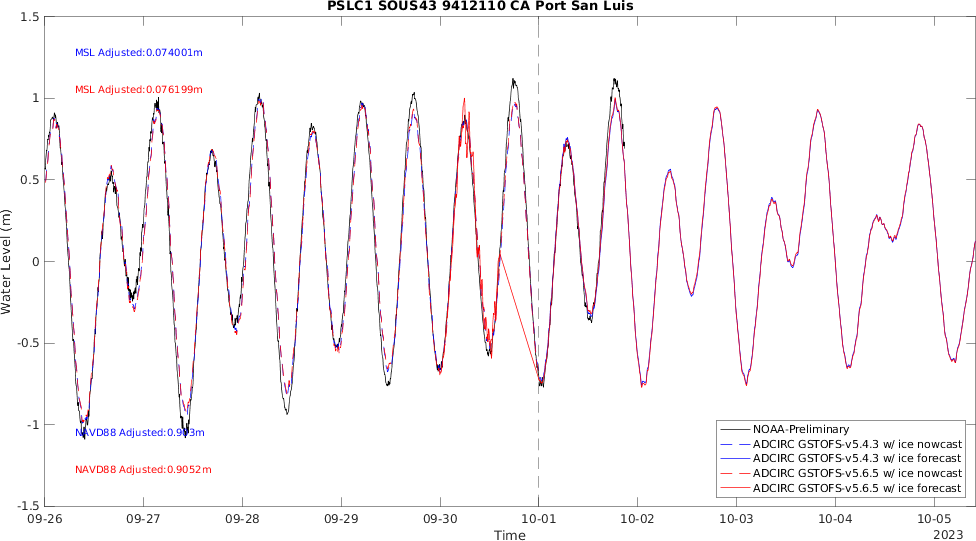 PSLC1 SOUS43 9412110 CA Port San Luis
1.5
MSL Adjusted:0.074001m
MSL Adjusted:0.076199m
1
0.5
0
-0.5
-1
-1.5
Water Level (m)
NAVD88 Adjusted:0.903m
NAVD88 Adjusted:0.9052m
NOAA-Preliminary
ADCIRC GSTOFS-v5.4.3 w/ ice nowcast
ADCIRC GSTOFS-v5.4.3 w/ ice forecast
ADCIRC GSTOFS-v5.6.5 w/ ice nowcast
ADCIRC GSTOFS-v5.6.5 w/ ice forecast
09-26 09-27 09-28 09-29 09-30 10-01 10-02 10-03 10-04 10-05
Time
2023